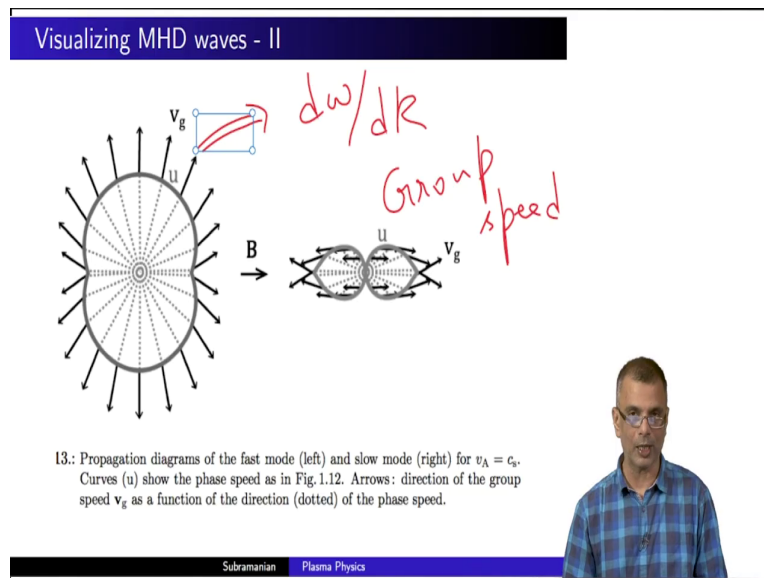 Visualizing MHD waves - II
dω/dk
Group
speed
v_g
u
B
u
v_g
13.: Propagation diagrams of the fast mode (left) and slow mode (right) for v_A = c_s.
Curves (u) show the phase speed as in Fig. 1.12. Arrows: direction of the group
speed v_g as a function of the direction (dotted) of the phase speed.
Subramanian Plasma Physics